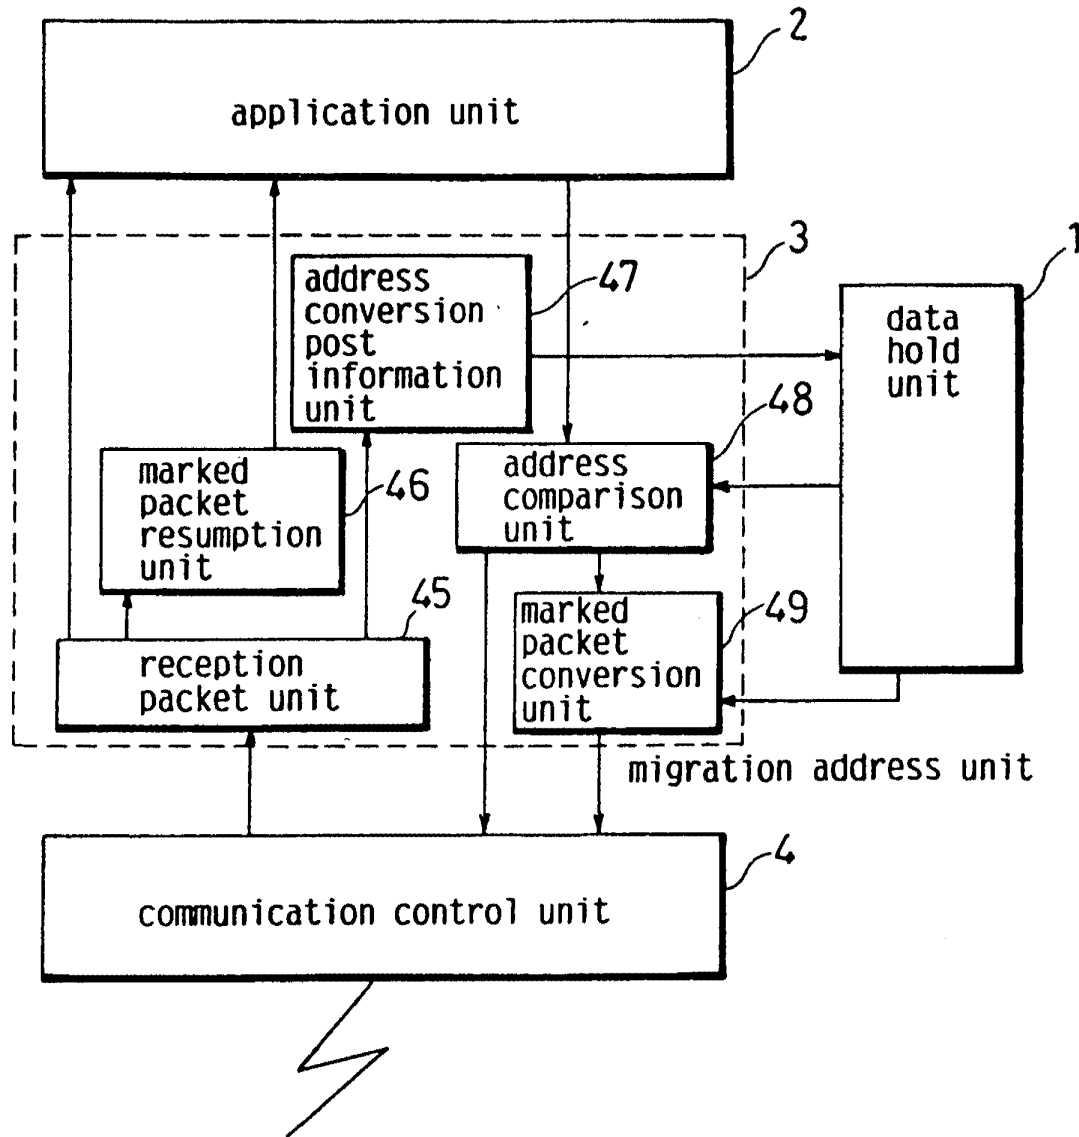 2
application unit
3
1
address
conversion
post
information
unit
47
data
hold
unit
48
address
comparison
unit
marked
packet
resumption
unit
46
45
reception
packet unit
marked
packet
conversion
unit
49
migration address unit
4
communication control unit